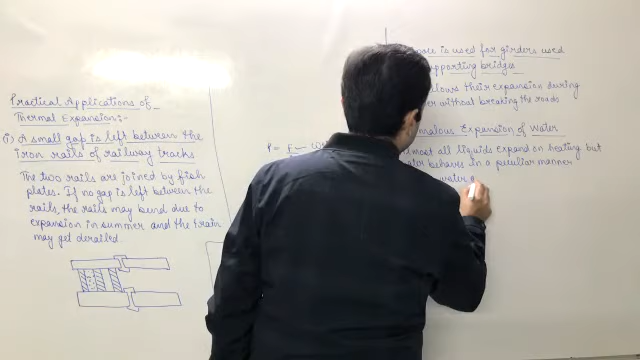 Practical Applications of
Thermal Expansion:-
(i) A small gap is left between the
iron rails of railway tracks
The two rails are joined by fish
plates. If no gap is left between the
rails, the rails may bend due to
expansion in summer and the train
may get derailed.
P =
is used for girders used
supporting bridges
their expansion during
without breaking the roads
Expansion of Water
most all liquids expand on heating but
behaves in a peculiar manner
water